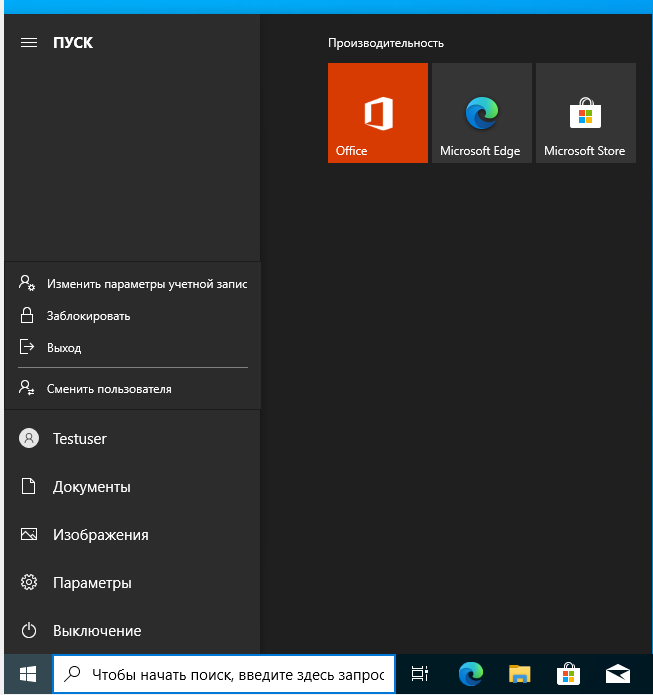 ПУСК
Производительность
Office
Microsoft Edge
Microsoft Store
Изменить параметры учетной запис
Заблокировать
Выход
Сменить пользователя
Testuser
Документы
Изображения
Параметры
Выключение
Чтобы начать поиск, введите здесь запрос